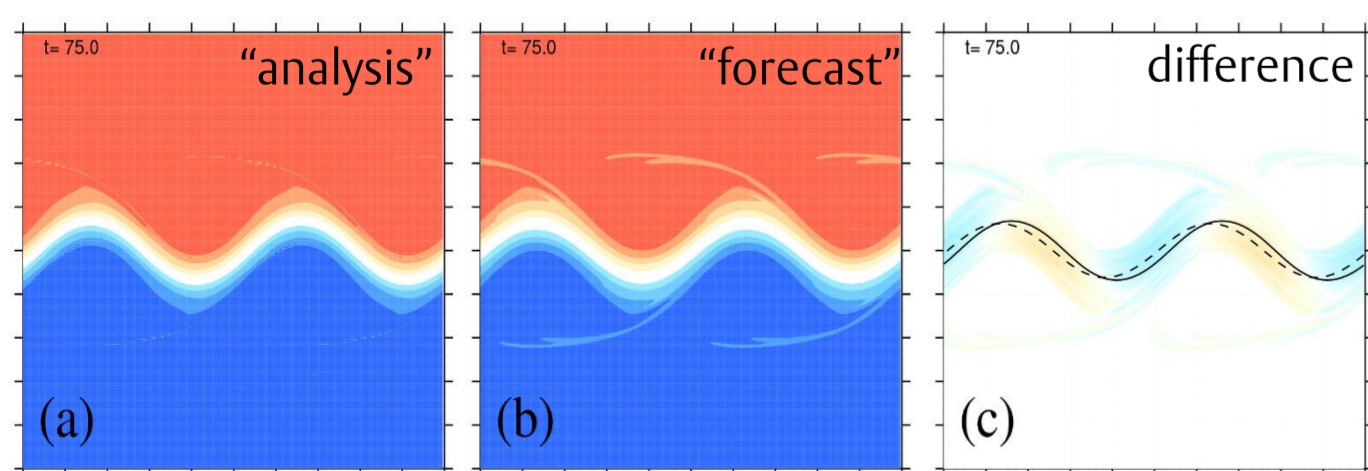 t= 75.0
“analysis”
(a)
t= 75.0
“forecast”
(b)
t= 75.0
difference
(c)